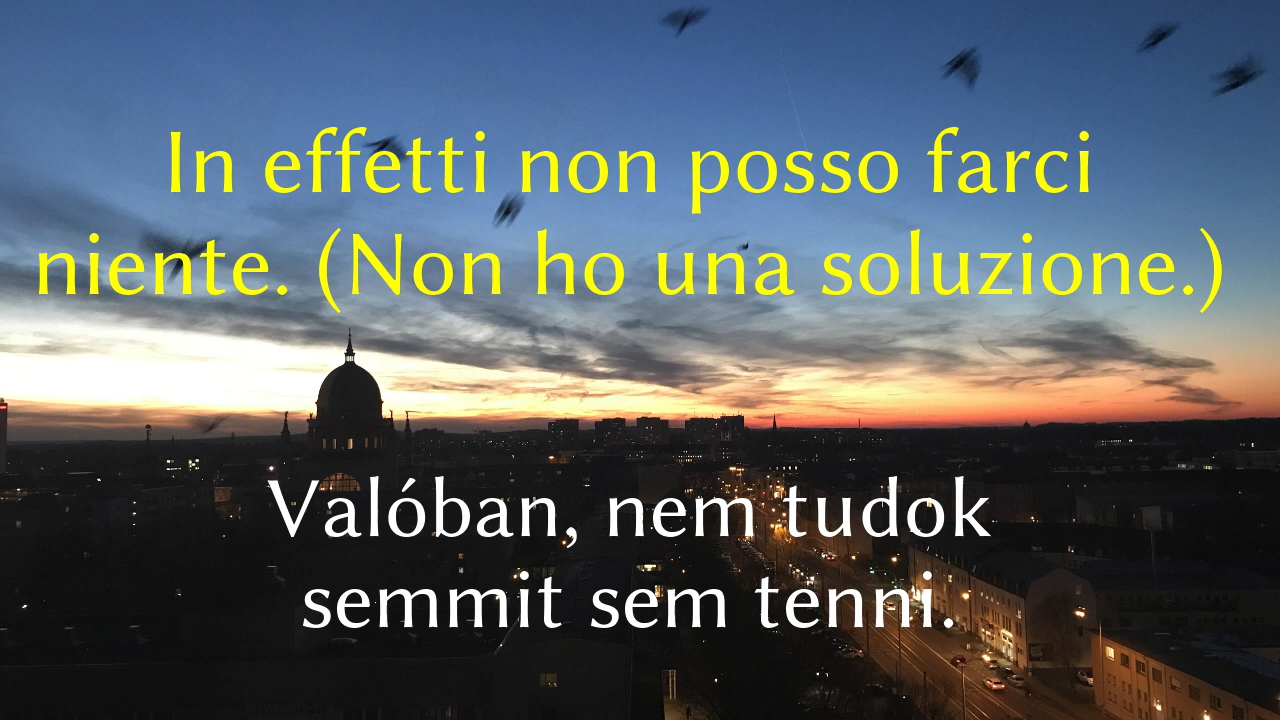 In effetti non posso farci
niente. (Non ho una soluzione.)
Valóban, nem tudok
semmit sem tenni.